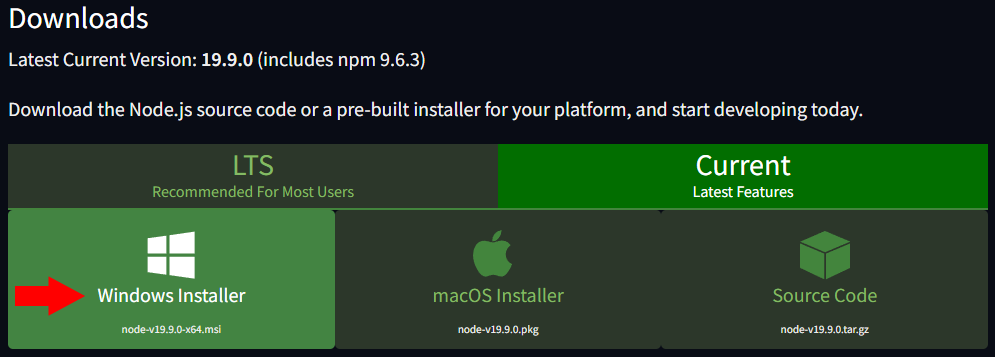 Downloads
Latest Current Version: 19.9.0 (includes npm 9.6.3)
Download the Node.js source code or a pre-built installer for your platform, and start developing today.
LTS
Recommended For Most Users
Current
Latest Features
Windows Installer
node-v19.9.0-x64.msi
macOS Installer
node-v19.9.0.pkg
Source Code
node-v19.9.0.tar.gz